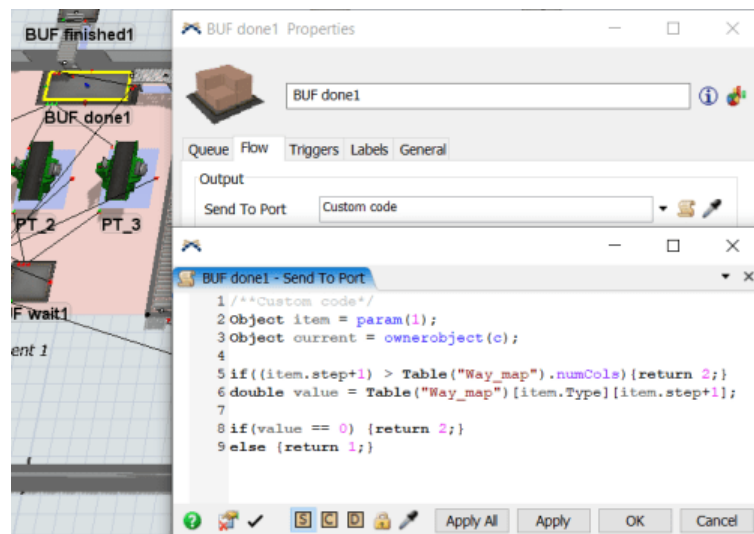 BUF finished1
BUF done1 Properties
BUF done1
BUF done1
Queue Flow Triggers Labels General
Output
Send To Port Custom code
PT_2 PT_3
BUF done1 - Send To Port
F wait1
ent 1
1 /**Custom code*/
2 Object item = param(1);
3 Object current = ownerobject(c);
4
5 if((item.step+1) > Table("Way_map").numCols){return 2;}
6 double value = Table("Way_map")[item.Type][item.step+1];
7
8 if(value == 0) {return 2;}
9 else {return 1;}
S C D Apply All Apply OK Cancel